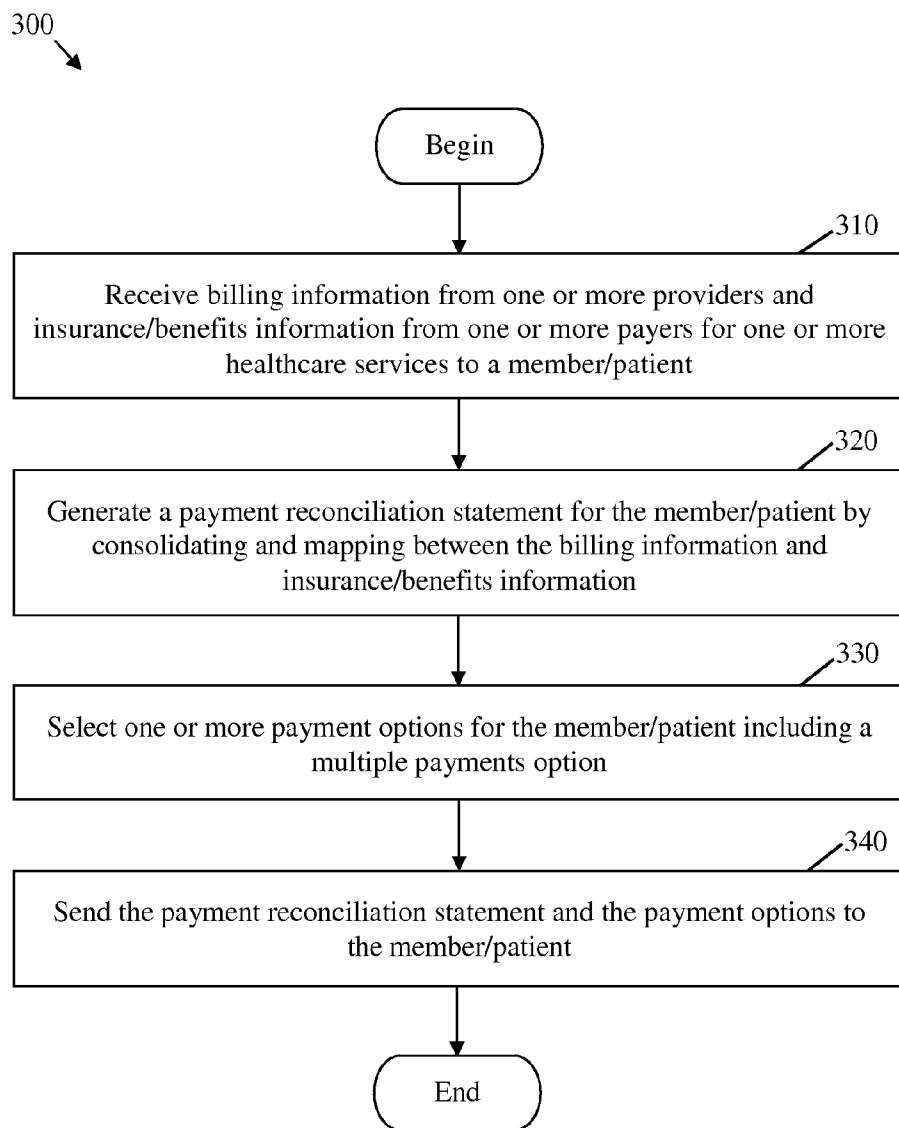 300
Begin
310
Receive billing information from one or more providers and
insurance/benefits information from one or more payers for one or more
healthcare services to a member/patient
320
Generate a payment reconciliation statement for the member/patient by
consolidating and mapping between the billing information and
insurance/benefits information
330
Select one or more payment options for the member/patient including a
multiple payments option
340
Send the payment reconciliation statement and the payment options to
the member/patient
End